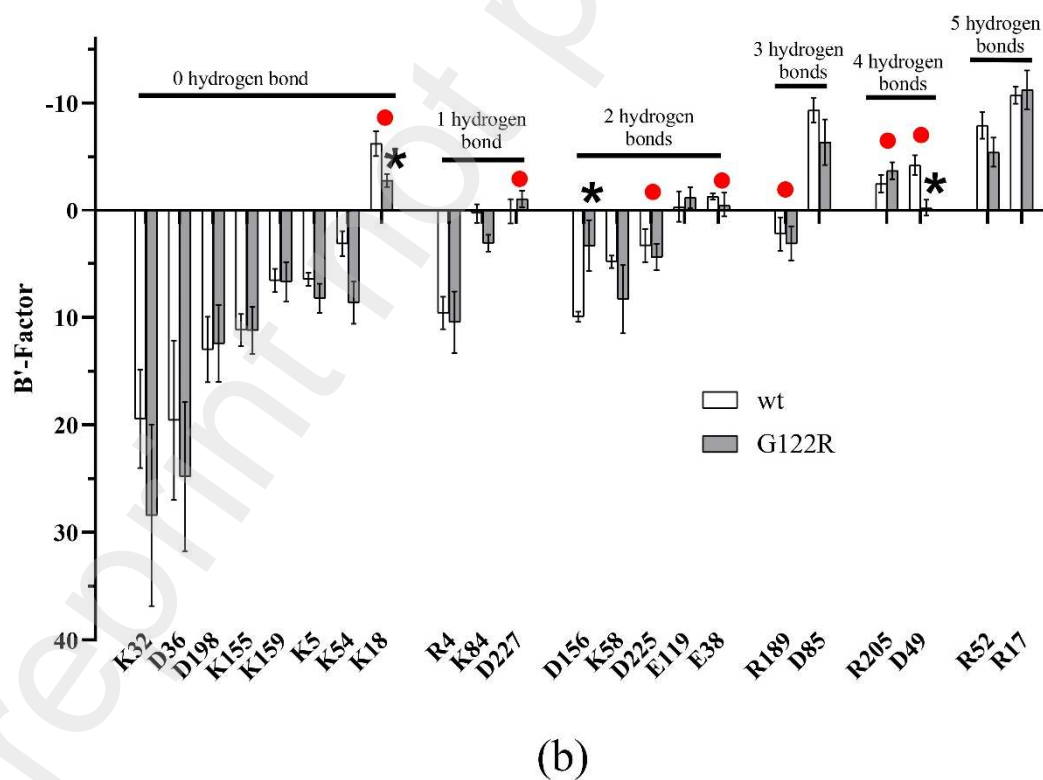 0 hydrogen bond
1 hydrogen
bond
2 hydrogen
bonds
3 hydrogen
bonds
4 hydrogen
bonds
5 hydrogen
bonds
-10
0
10
20
30
40
B'-Factor
wt
G122R
K32 D36 D198 K155 K159 K5 K54 K18 R4 K84 D227 D156 K58 D225 E119 E38 R189 D85 R205 D49 R52 R17
(b)
reprint not p